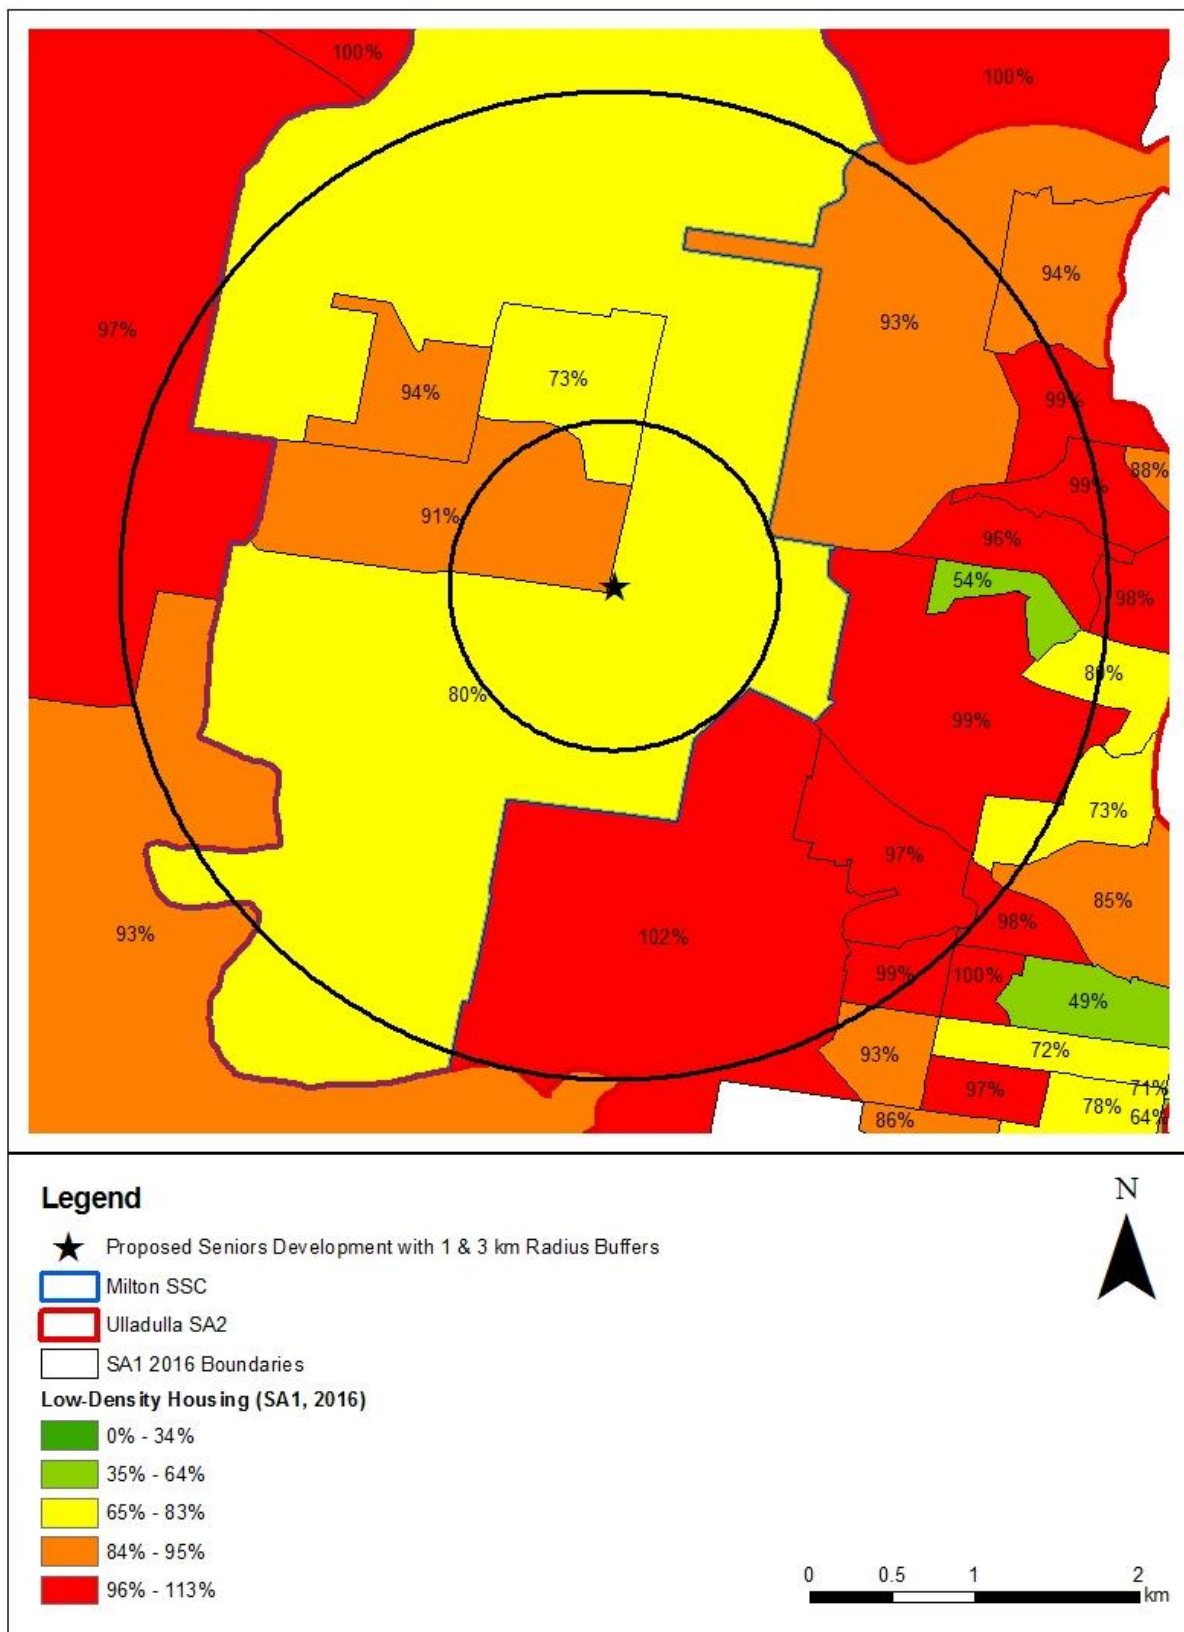 100%
100%
97%
94%
93%
73%
94%
99%
88%
99%
91%
96%
54%
98%
80%
80%
99%
73%
97%
85%
98%
93%
102%
99%
100%
49%
93%
72%
97%
71%
78%
64%
86%
Legend
N
Proposed Seniors Development with 1 & 3 km Radius Buffers
Milton SSC
Ulladulla SA2
SA1 2016 Boundaries
Low-Density Housing (SA1, 2016)
0% - 34%
35% - 64%
65% - 83%
84% - 95%
96% - 113%
0 0.5 1 2
km